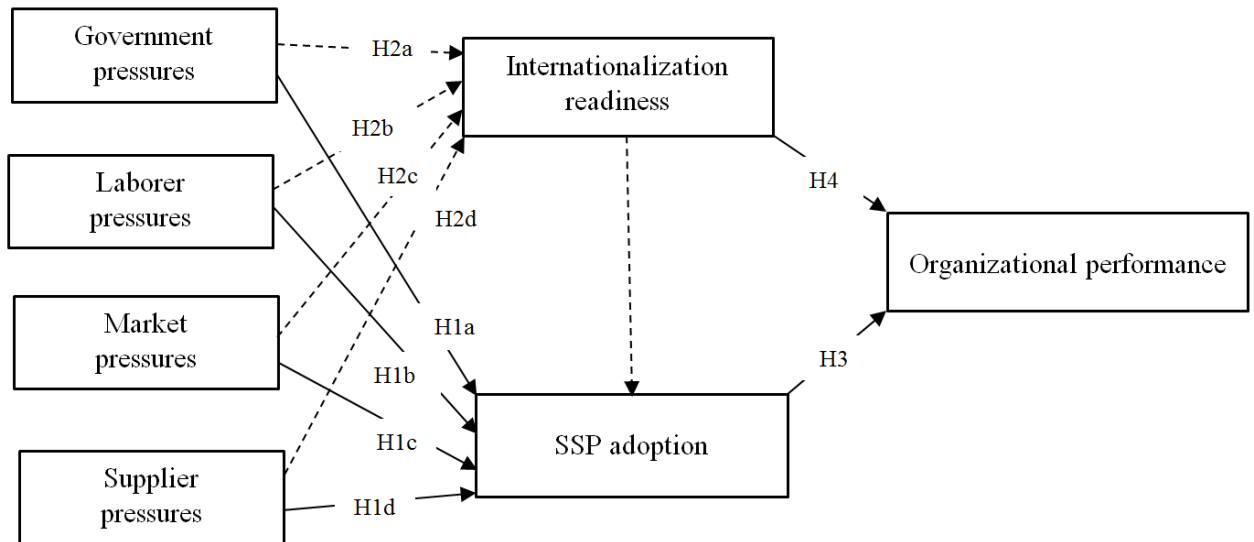 Government
pressures
H2a
Internationalization
readiness
H2b
Laborer
pressures
H2c
H4
H2d
Organizational performance
Market
pressures
H1a
H3
H1b
H1c
SSP adoption
Supplier
pressures
H1d